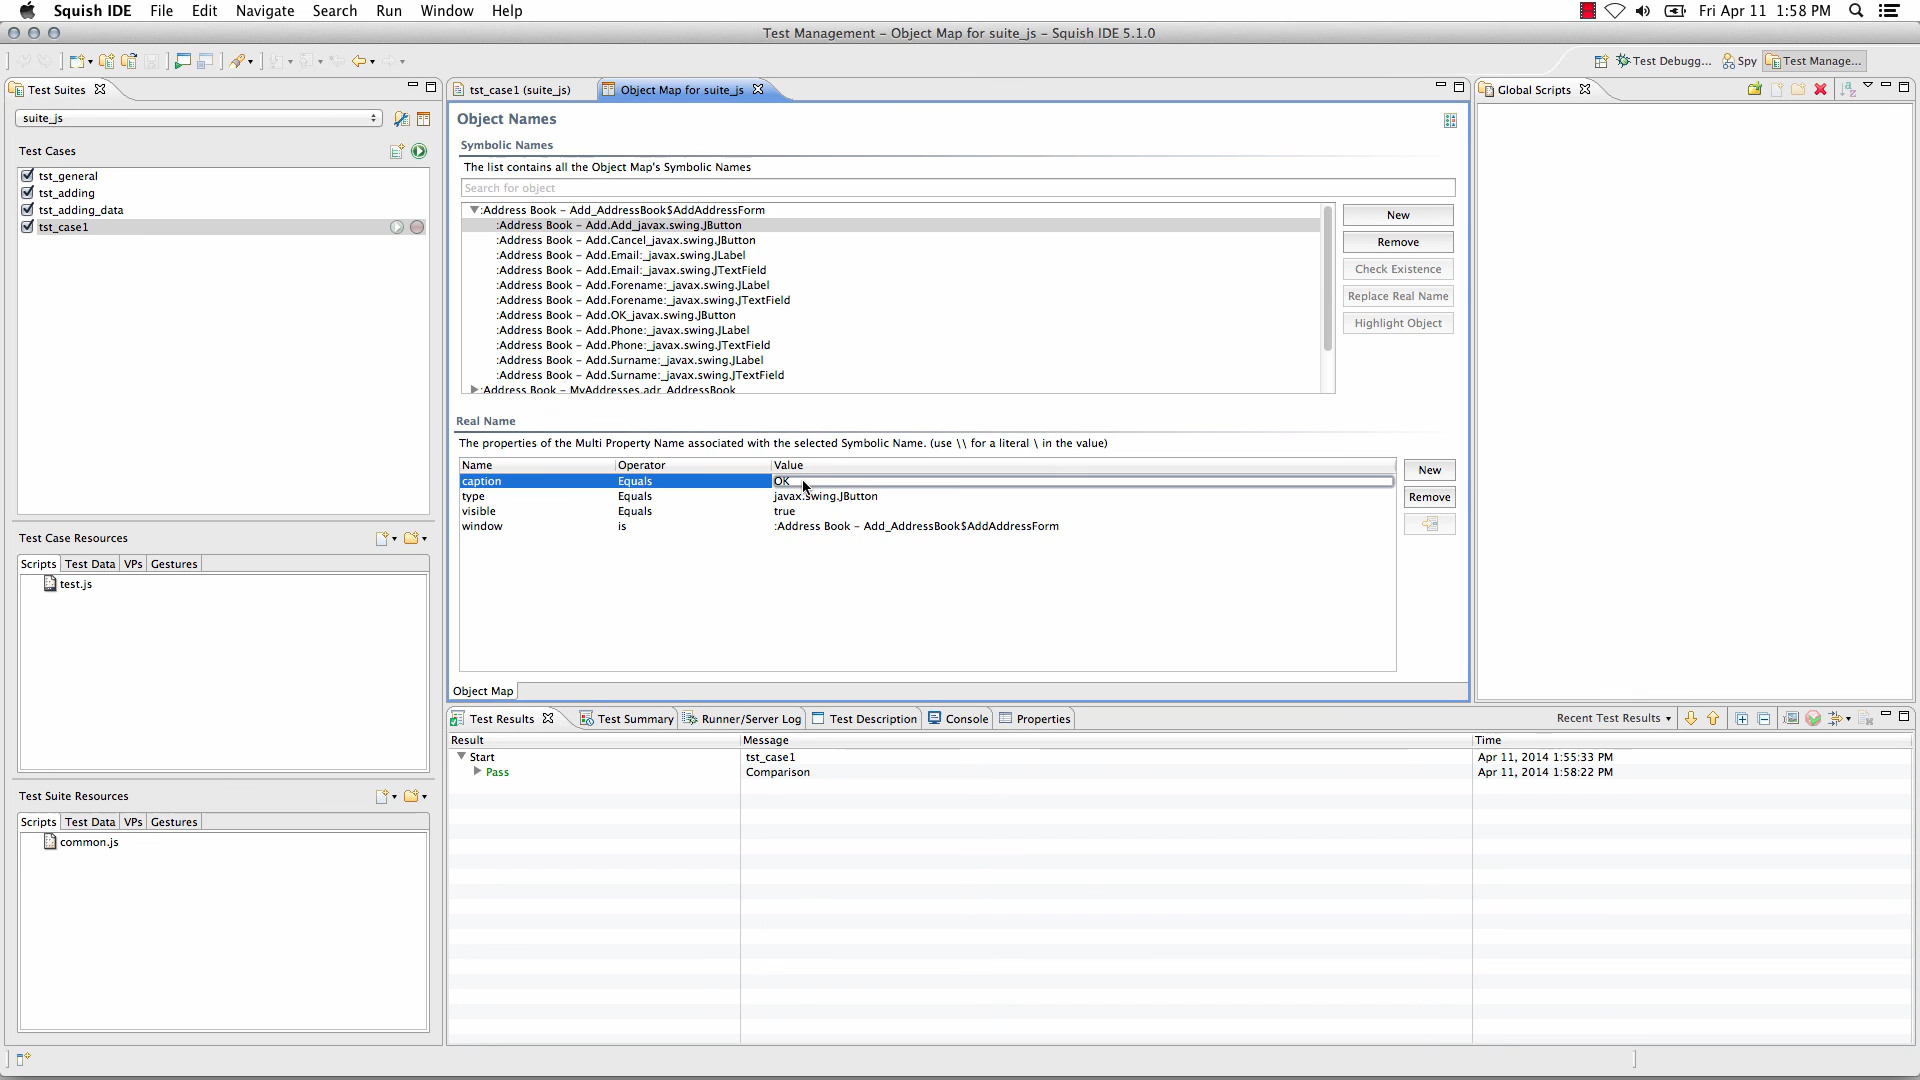 Squish IDE File Edit Navigate Search Run Window Help Fri Apr 11 1:58 PM
Test Management – Object Map for suite_js – Squish IDE 5.1.0
Test Debugg... Spy Test Manage...
Test Suites
suite_js
Test Cases
tst_general
tst_adding
tst_adding_data
tst_case1
Test Case Resources
Scripts Test Data VPs Gestures
test.js
Test Suite Resources
Scripts Test Data VPs Gestures
common.js
tst_case1 (suite_js) Object Map for suite_js
Object Names
Symbolic Names
The list contains all the Object Map's Symbolic Names
Search for object
:Address Book – Add_AddressBook$AddAddressForm
:Address Book – Add.Add_javax.swing.JButton
:Address Book – Add.Cancel_javax.swing.JButton
:Address Book – Add.Email:_javax.swing.JLabel
:Address Book – Add.Email:_javax.swing.JTextField
:Address Book – Add.Forename:_javax.swing.JLabel
:Address Book – Add.Forename:_javax.swing.JTextField
:Address Book – Add.OK_javax.swing.JButton
:Address Book – Add.Phone:_javax.swing.JLabel
:Address Book – Add.Phone:_javax.swing.JTextField
:Address Book – Add.Surname:_javax.swing.JLabel
:Address Book – Add.Surname:_javax.swing.JTextField
:Address Book – MyAddresses.adr_AddressBook
New
Remove
Check Existence
Replace Real Name
Highlight Object
Real Name
The properties of the Multi Property Name associated with the selected Symbolic Name. (use \\ for a literal \ in the value)
Name Operator Value
caption Equals OK
type Equals javax.swing.JButton
visible Equals true
window is :Address Book – Add_AddressBook$AddAddressForm
New
Remove
Object Map
Global Scripts
Test Results Test Summary Runner/Server Log Test Description Console Properties Recent Test Results
Result Message Time
Start tst_case1 Apr 11, 2014 1:55:33 PM
Pass Comparison Apr 11, 2014 1:58:22 PM